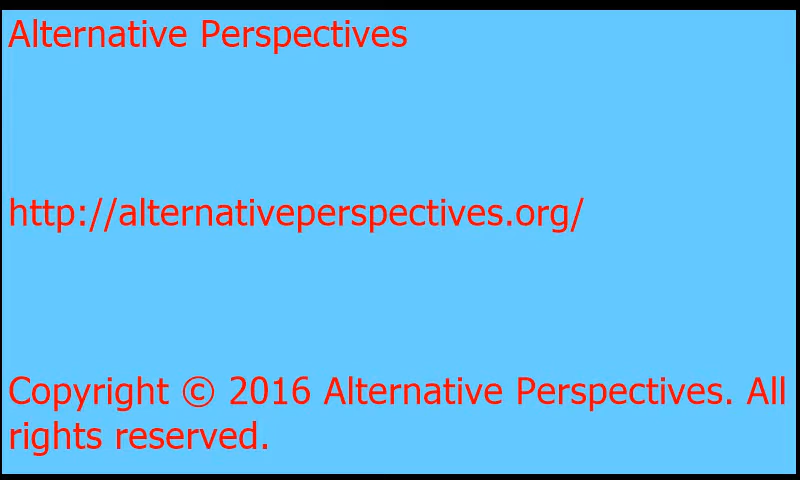 Alternative Perspectives
http://alternativeperspectives.org/
Copyright © 2016 Alternative Perspectives. All
rights reserved.